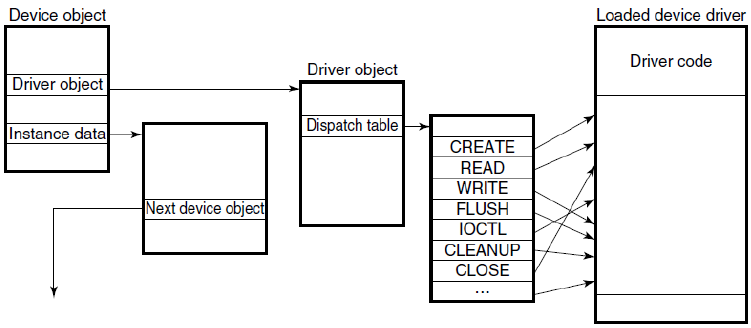 Device object
Loaded device driver
Driver object
Driver code
Driver object
Instance data
Dispatch table
CREATE
READ
WRITE
FLUSH
IOCTL
CLEANUP
CLOSE
...
Next device object